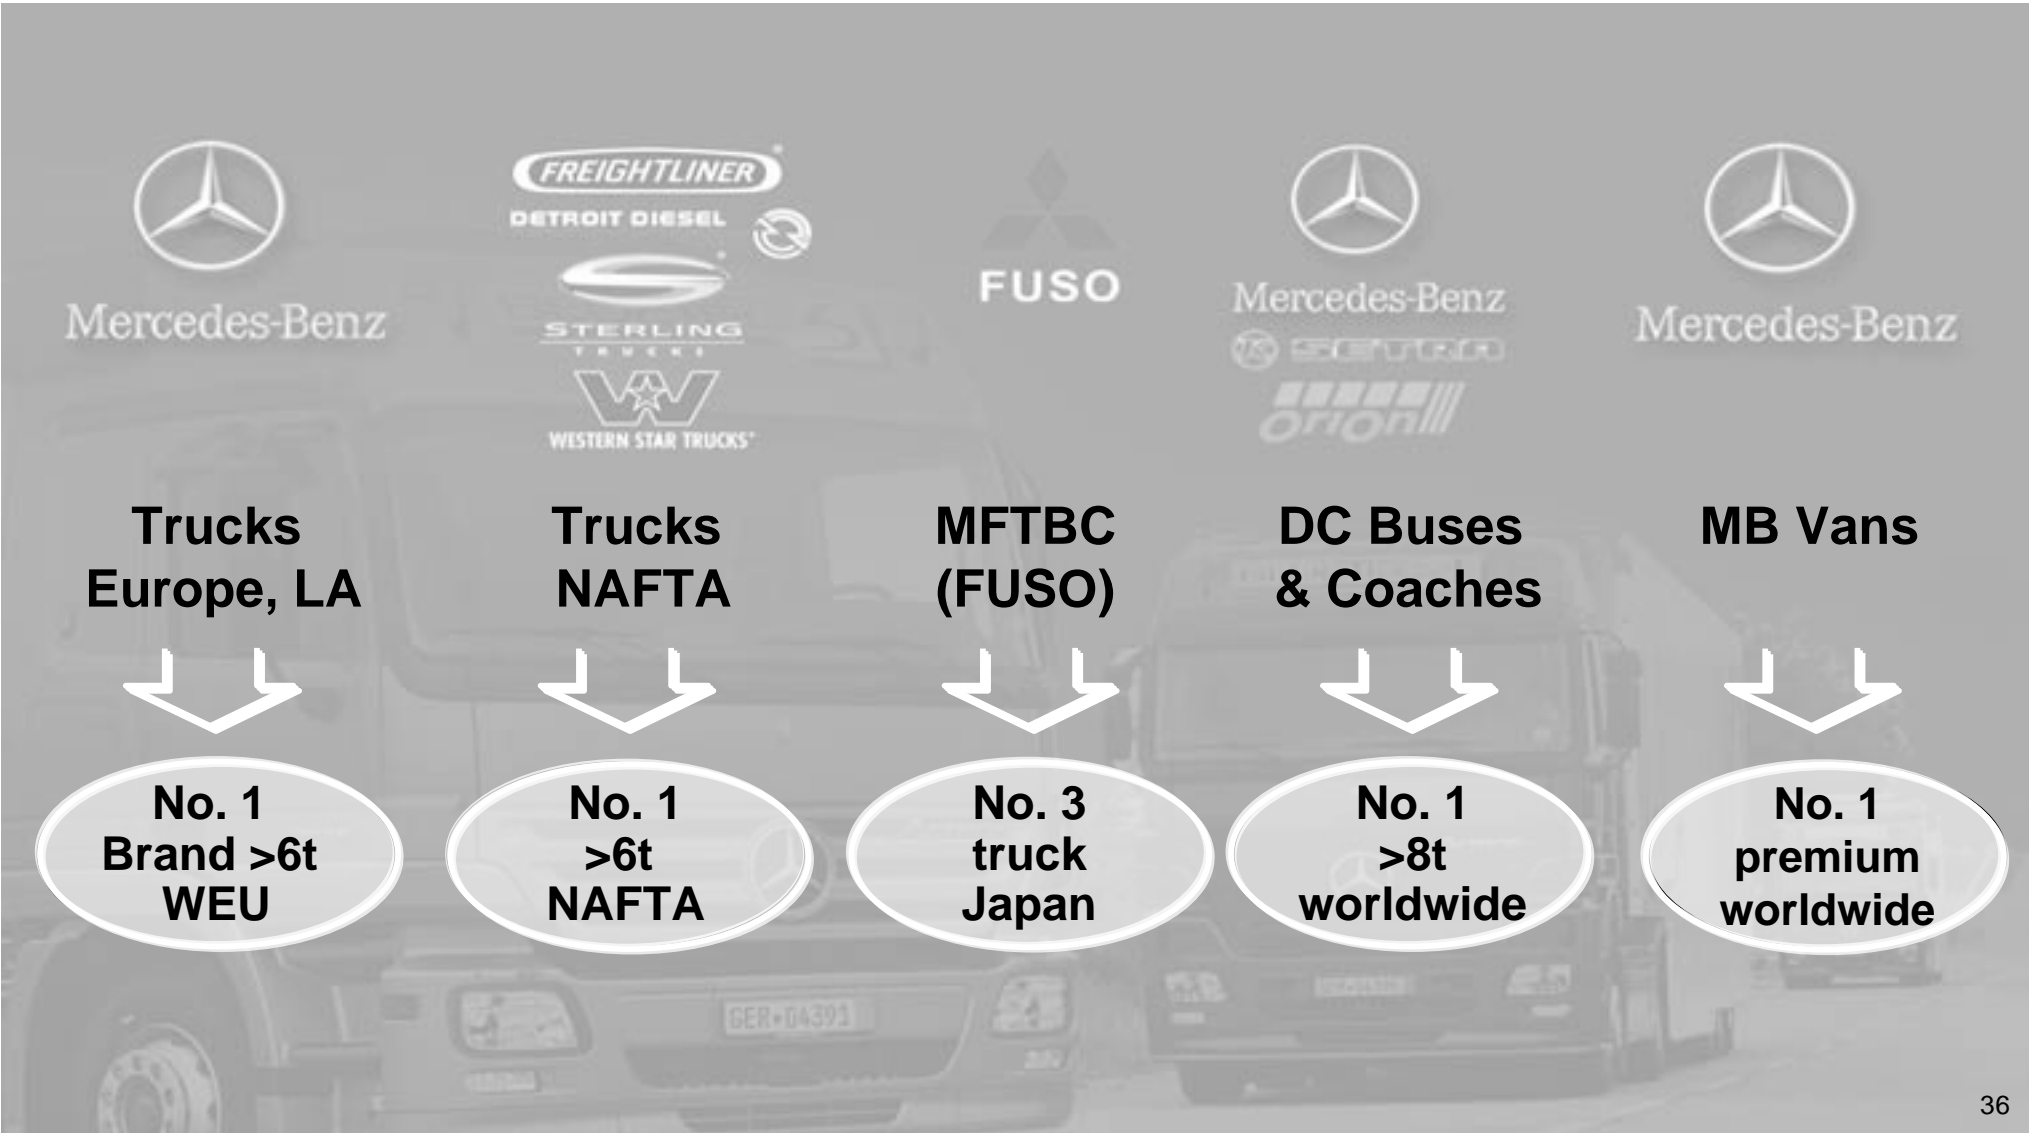 Mercedes-Benz
FREIGHTLINER
DETROIT DIESEL
STERLING
TRUCKS
WESTERN STAR TRUCKS
FUSO
Mercedes-Benz
SETRA
orion
Mercedes-Benz
Trucks
Europe, LA
Trucks
NAFTA
MFTBC
(FUSO)
DC Buses
& Coaches
MB Vans
No. 1
Brand >6t
WEU
No. 1
>6t
NAFTA
No. 3
truck
Japan
No. 1
>8t
worldwide
No. 1
premium
worldwide
GER•04391
36